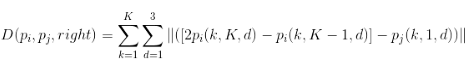 D(p_i, p_j, right) = \sum_{k=1}^{K} \sum_{d=1}^{3} ||([2p_i(k, K, d) − p_i(k, K − 1, d)] − p_j(k, 1, d))||